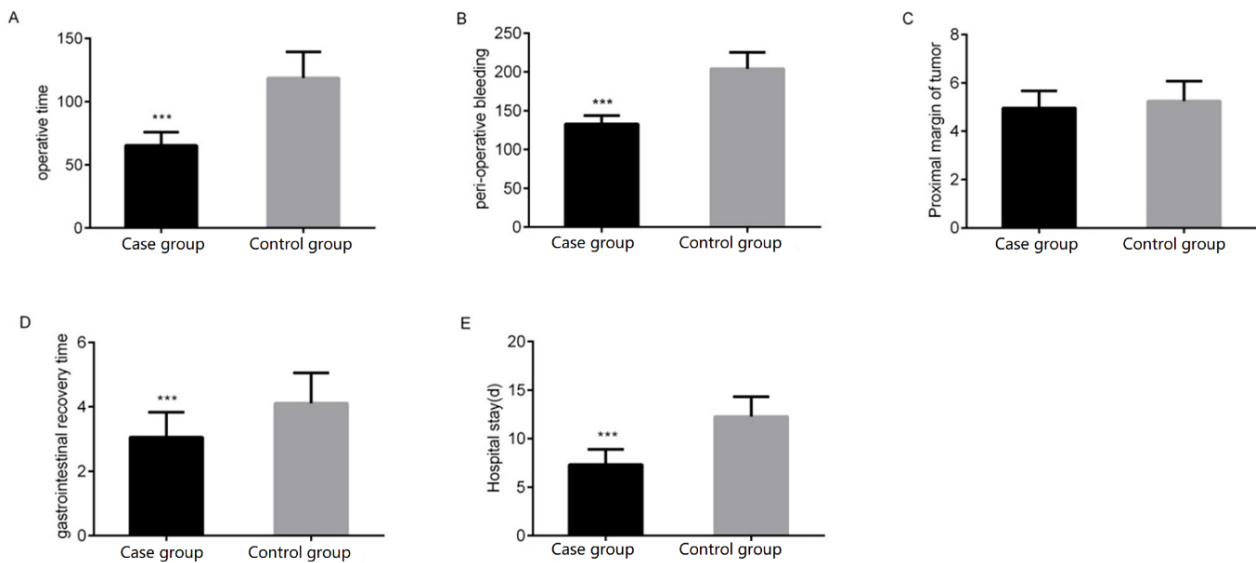 A
operative time
150
100
50
0
***
Case group
Control group
B
peri-operative bleeding
250
200
150
100
50
0
***
Case group
Control group
C
Proximal margin of tumor
8
6
4
2
0
Case group
Control group
D
gastrointestinal recovery time
6
4
2
0
***
Case group
Control group
E
Hospital stay(d)
20
15
10
5
0
***
Case group
Control group